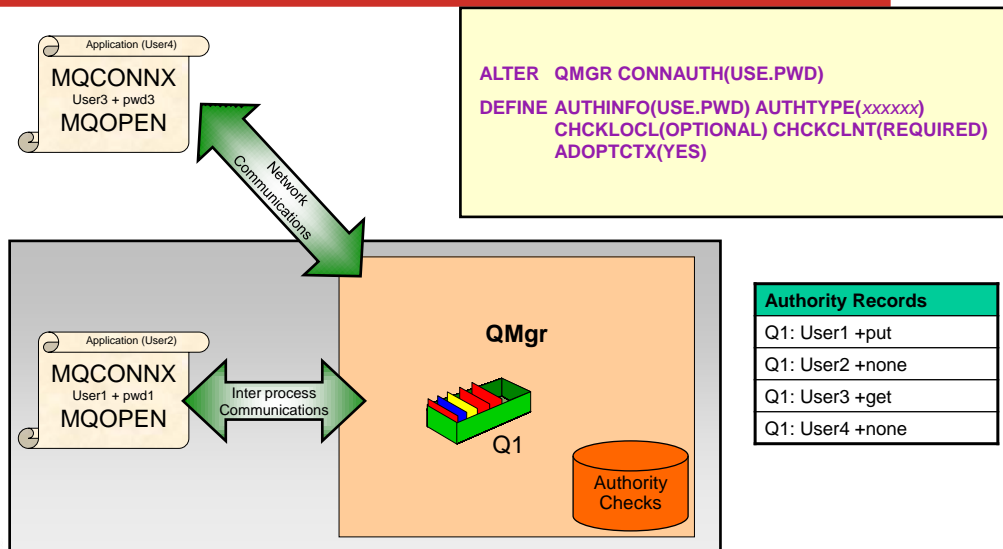 Application (User4)
MQCONNX
User3 + pwd3
MQOPEN
Network
Communications
ALTER QMGR CONNAUTH(USE.PWD)
DEFINE AUTHINFO(USE.PWD) AUTHTYPE(xxxxxx)
CHCKLOCL(OPTIONAL) CHCKCLNT(REQUIRED)
ADOPTCTX(YES)
Application (User2)
MQCONNX
User1 + pwd1
MQOPEN
Inter process
Communications
QMgr
Q1
Authority
Checks
Authority Records
Q1: User1 +put
Q1: User2 +none
Q1: User3 +get
Q1: User4 +none